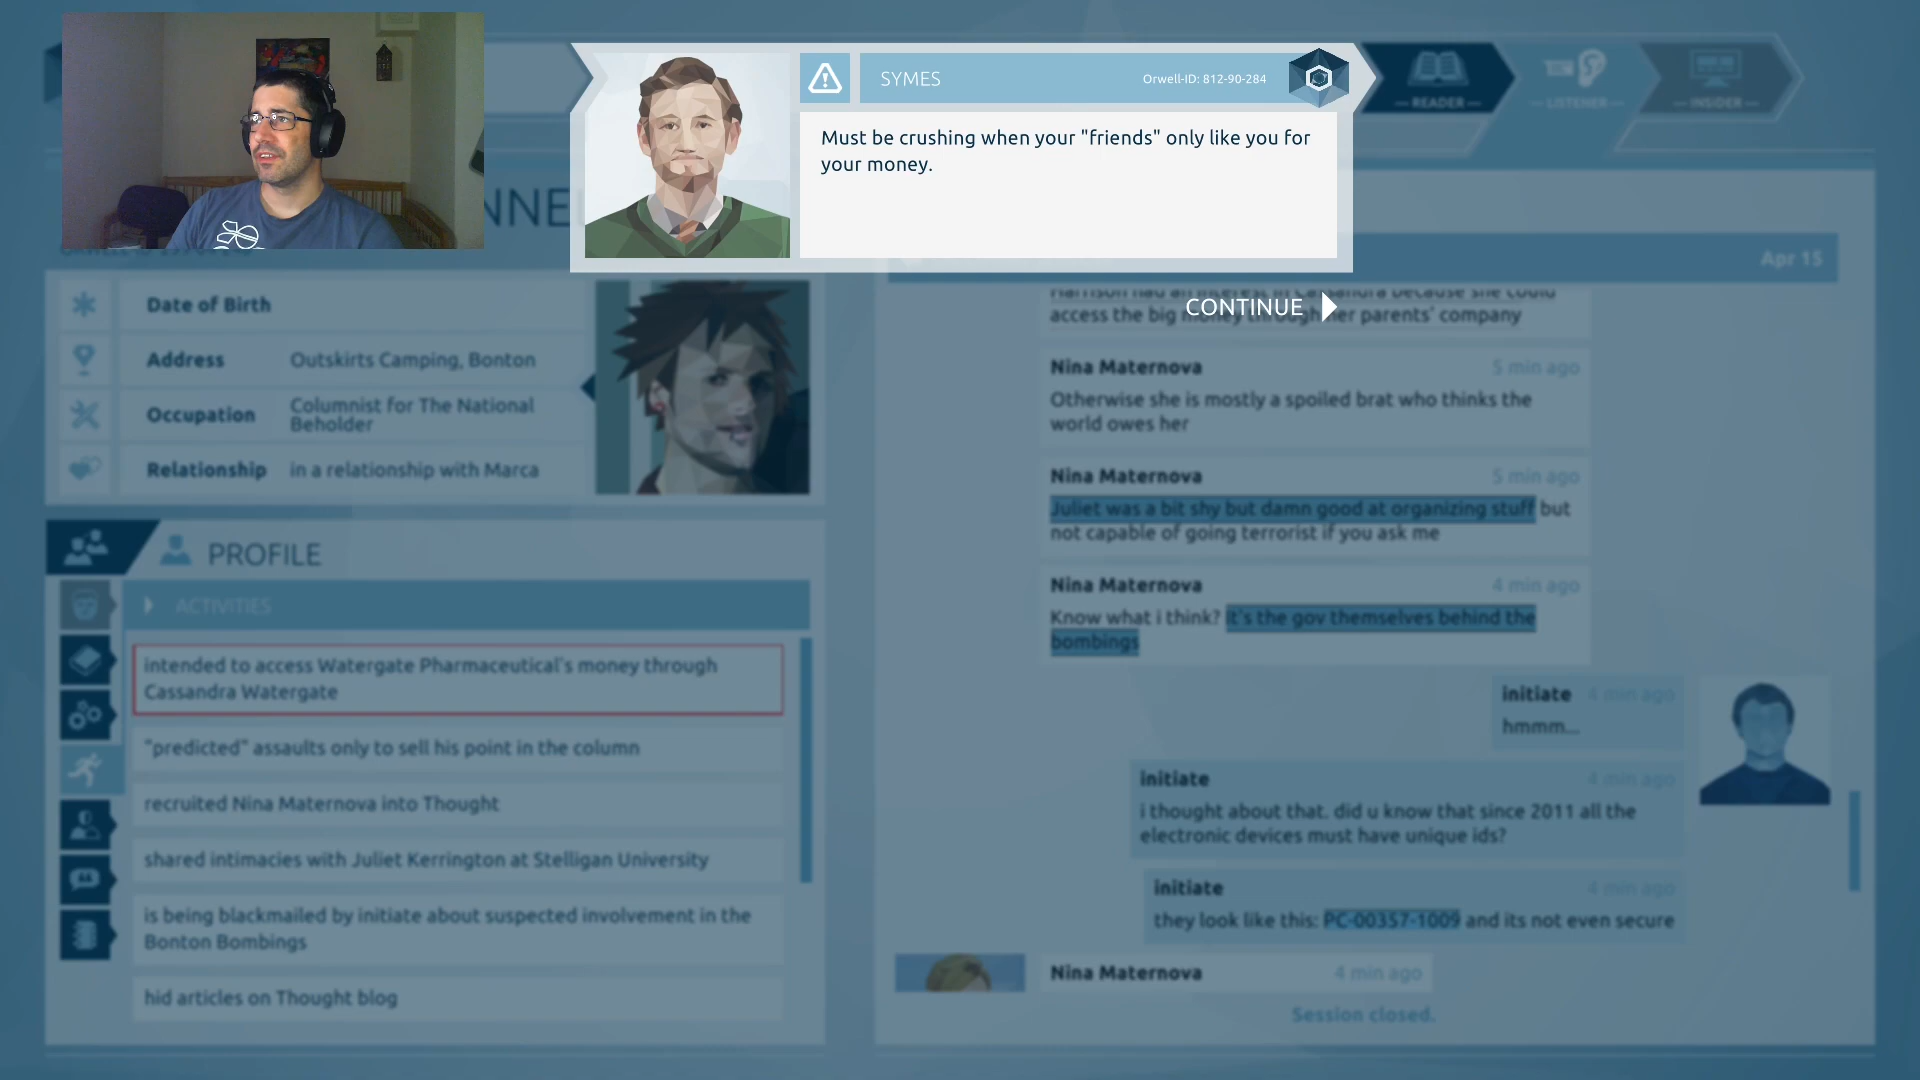 SYMES
Orwell-ID: 812-90-284
Must be crushing when your "friends" only like you for
your money.
CONTINUE
READER
LISTENER
INSIDER
Date of Birth
Address
Outskirts Camping, Bonton
Occupation
Columnist for The National
Beholder
Relationship
in a relationship with Marca
PROFILE
ACTIVITIES
intended to access Watergate Pharmaceutical's money through
Cassandra Watergate
"predicted" assaults only to sell his point in the column
recruited Nina Maternova into Thought
shared intimacies with Juliet Kerrington at Stelligan University
is being blackmailed by initiate about suspected involvement in the
Bonton Bombings
hid articles on Thought blog
Apr 15
Harrison had an interest in Cassandra because she could
access the big money through her parents' company
Nina Maternova
5 min ago
Otherwise she is mostly a spoiled brat who thinks the
world owes her
Nina Maternova
5 min ago
Juliet was a bit shy but damn good at organizing stuff but
not capable of going terrorist if you ask me
Nina Maternova
4 min ago
Know what i think? It's the gov themselves behind the
bombings
initiate
4 min ago
hmmm...
initiate
4 min ago
i thought about that. did u know that since 2011 all the
electronic devices must have unique ids?
initiate
4 min ago
they look like this: PC-00357-1009 and its not even secure
Nina Maternova
4 min ago
Session closed.